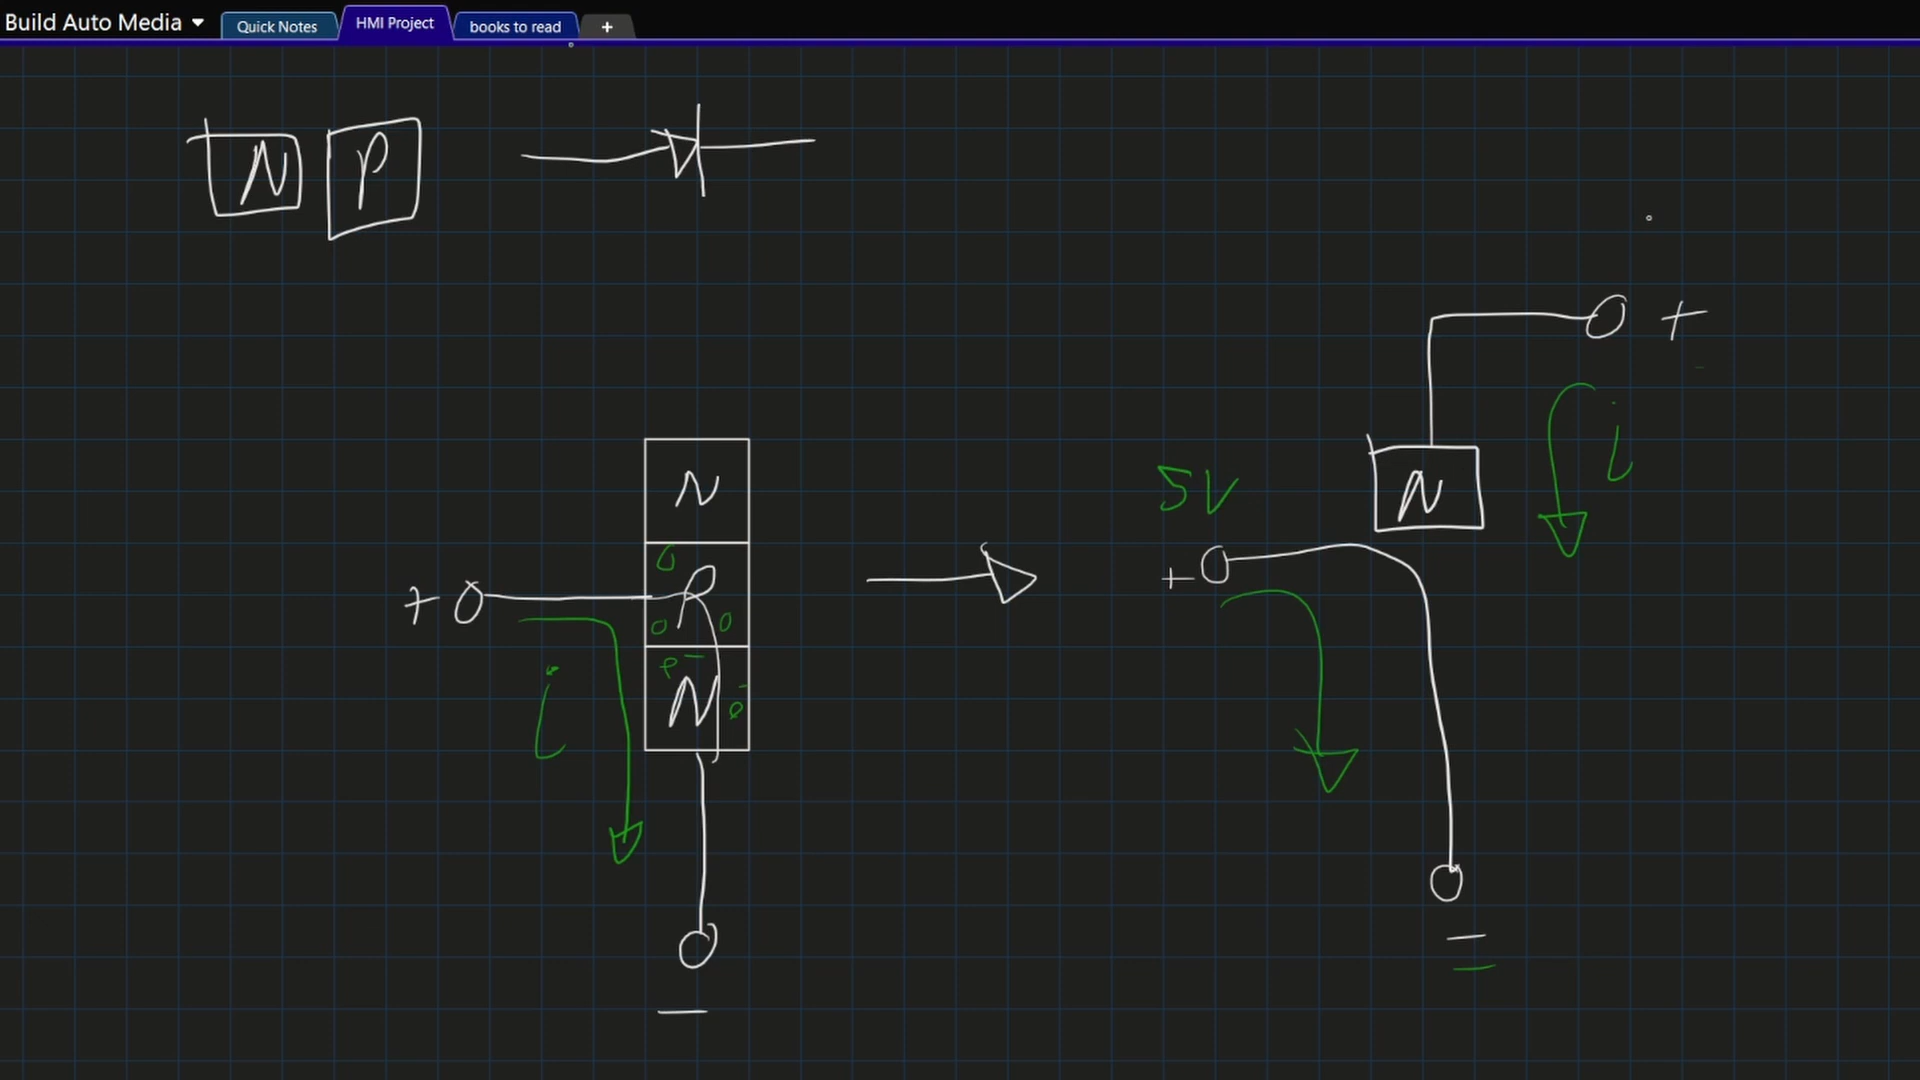 Build Auto Media
Quick Notes
HMI Project
books to read
+
N P
+
i
5V
N
N
+
P
+
i
e-
N e-
-
-